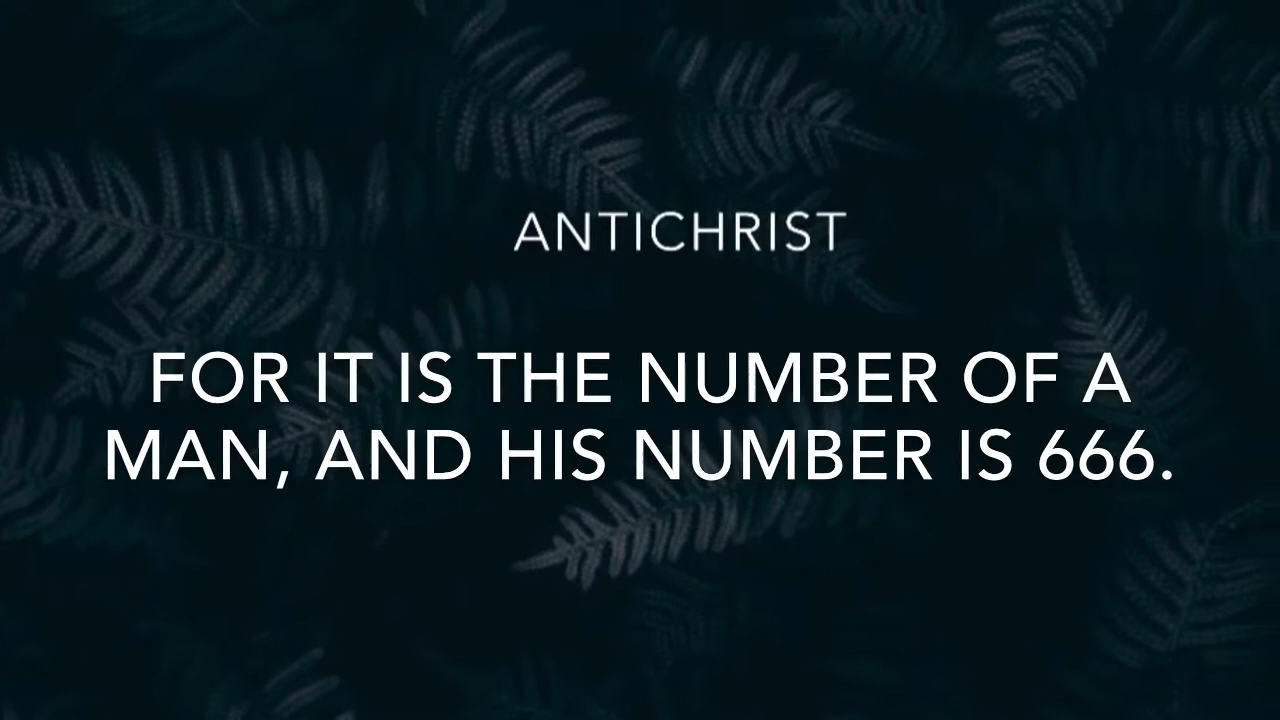 ANTICHRIST
FOR IT IS THE NUMBER OF A
MAN, AND HIS NUMBER IS 666.